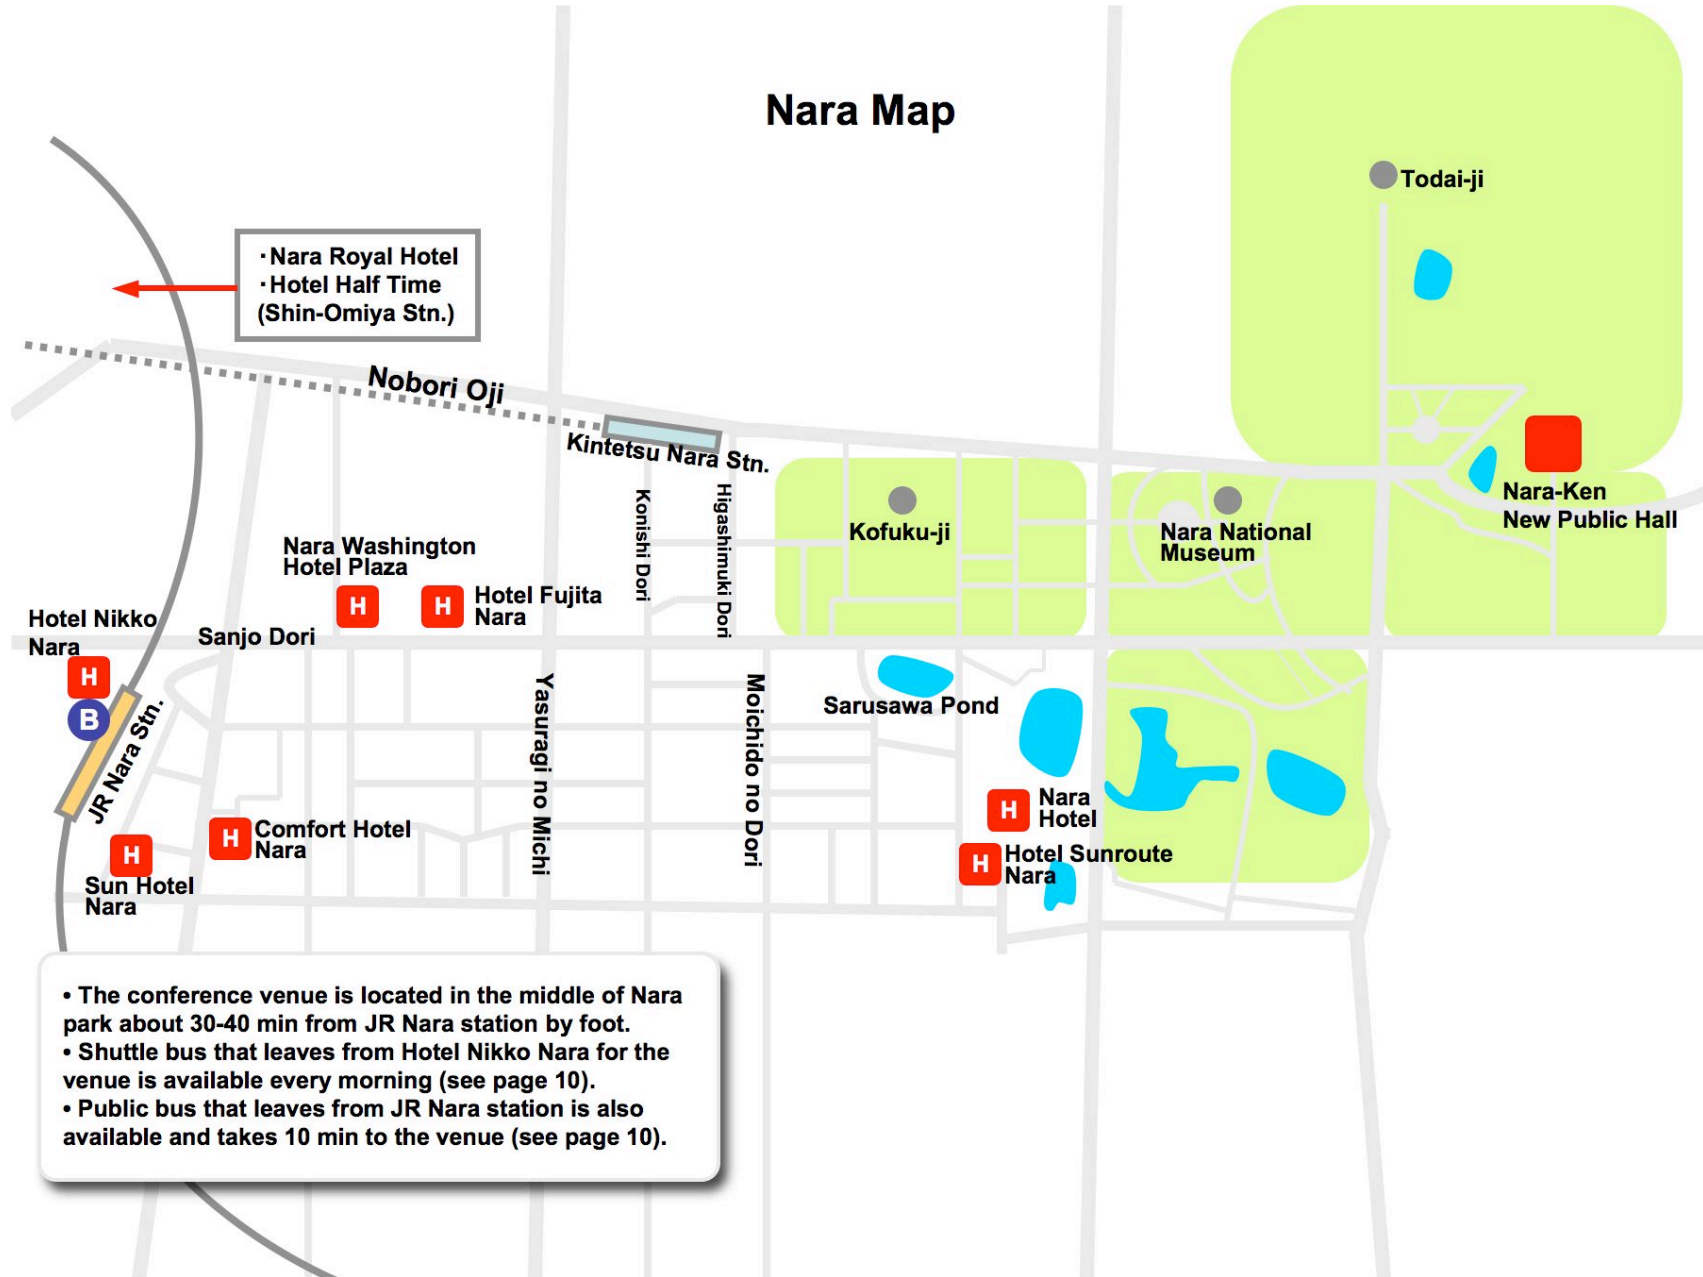 Nara Map
Todai-ji
·Nara Royal Hotel
·Hotel Half Time
(Shin-Omiya Stn.)
Nobori Oji
Kintetsu Nara Stn.
Konishi Dori
Higashimuki Dori
Kofuku-ji
Nara National
Museum
Nara-Ken
New Public Hall
Nara Washington
Hotel Plaza
H
H
Hotel Fujita
Nara
Hotel Nikko
Nara
H
B
JR Nara Stn.
Sanjo Dori
Yasuragi no Michi
Moichido no Dori
Sarusawa Pond
H
Nara
Hotel
H
Hotel Sunroute
Nara
H
Comfort Hotel
Nara
H
Sun Hotel
Nara
• The conference venue is located in the middle of Nara
park about 30-40 min from JR Nara station by foot.
• Shuttle bus that leaves from Hotel Nikko Nara for the
venue is available every morning (see page 10).
• Public bus that leaves from JR Nara station is also
available and takes 10 min to the venue (see page 10).